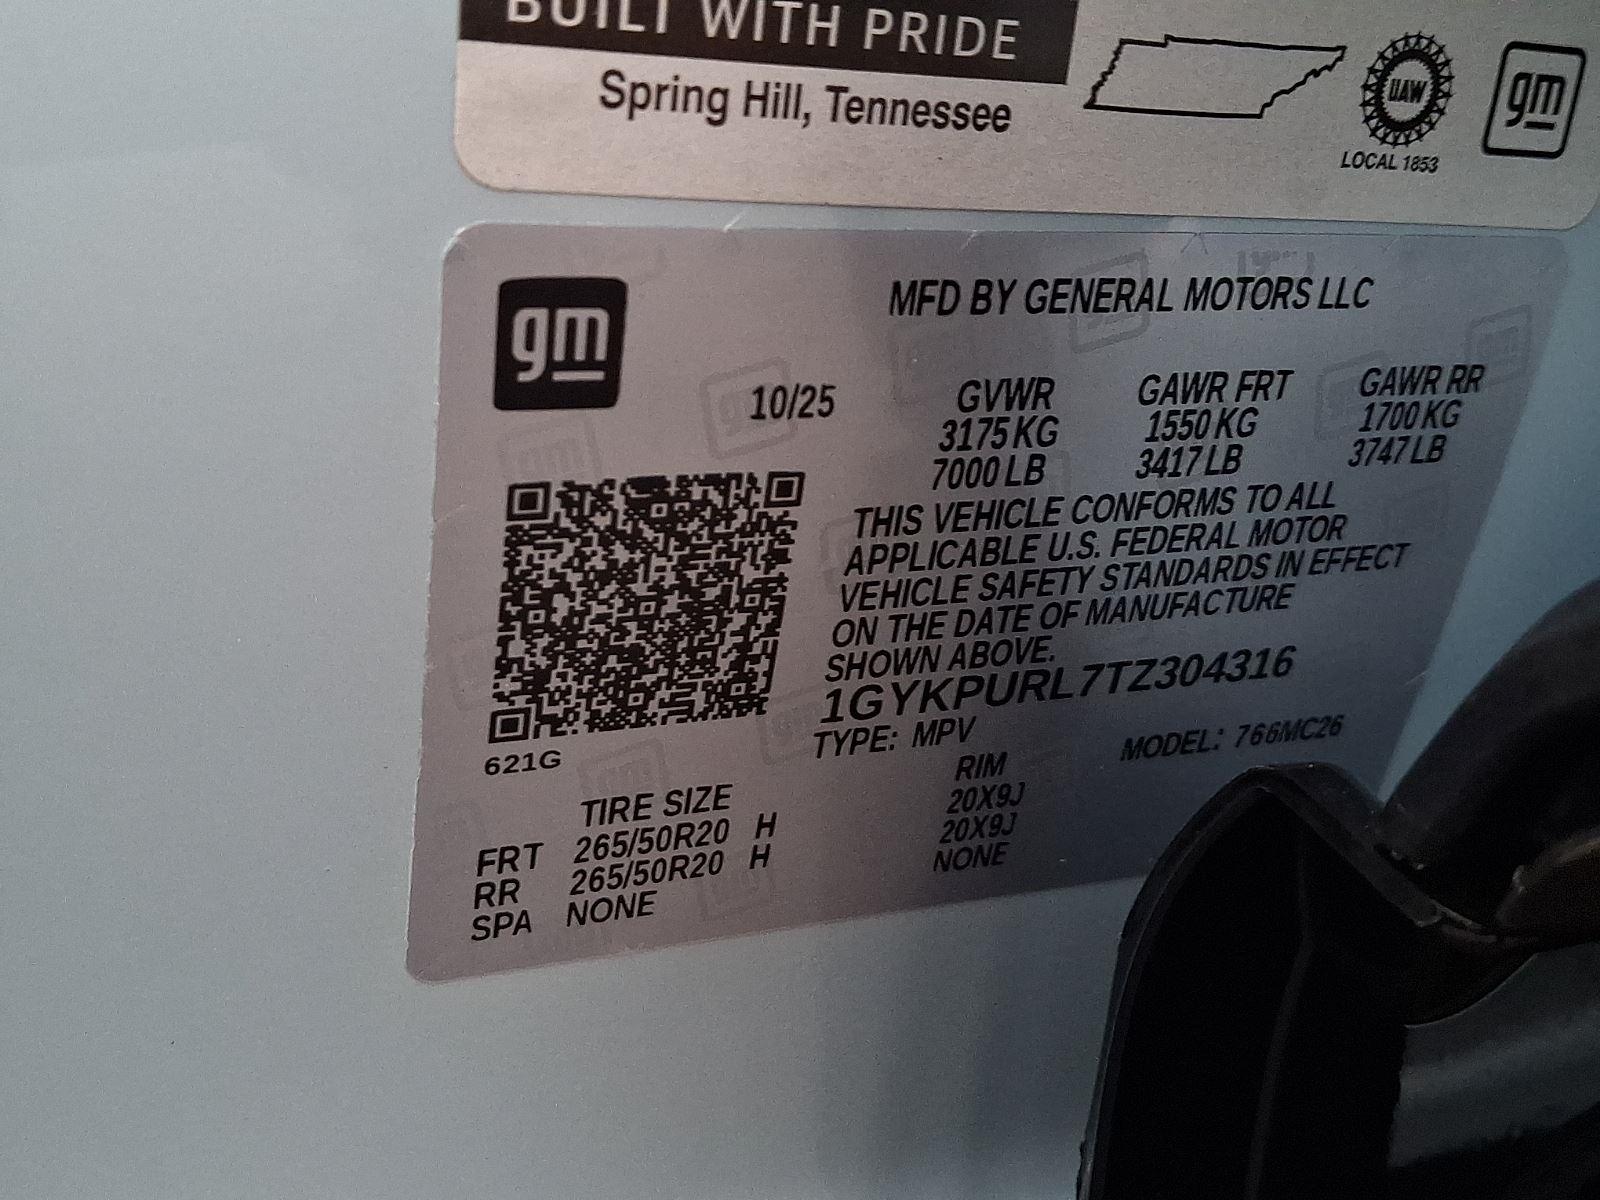 BUILT WITH PRIDE
Spring Hill, Tennessee
UAW
LOCAL 1853
gm
gm
MFD BY GENERAL MOTORS LLC
10/25
GVWR GAWR FRT GAWR RR
3175 KG 1550 KG 1700 KG
7000 LB 3417 LB 3747 LB
THIS VEHICLE CONFORMS TO ALL
APPLICABLE U.S. FEDERAL MOTOR
VEHICLE SAFETY STANDARDS IN EFFECT
ON THE DATE OF MANUFACTURE
SHOWN ABOVE.
1GYKPURL7TZ304316
TYPE: MPV MODEL: 766MC26
621G
TIRE SIZE RIM
FRT 265/50R20 H 20X9J
RR 265/50R20 H 20X9J
SPA NONE NONE